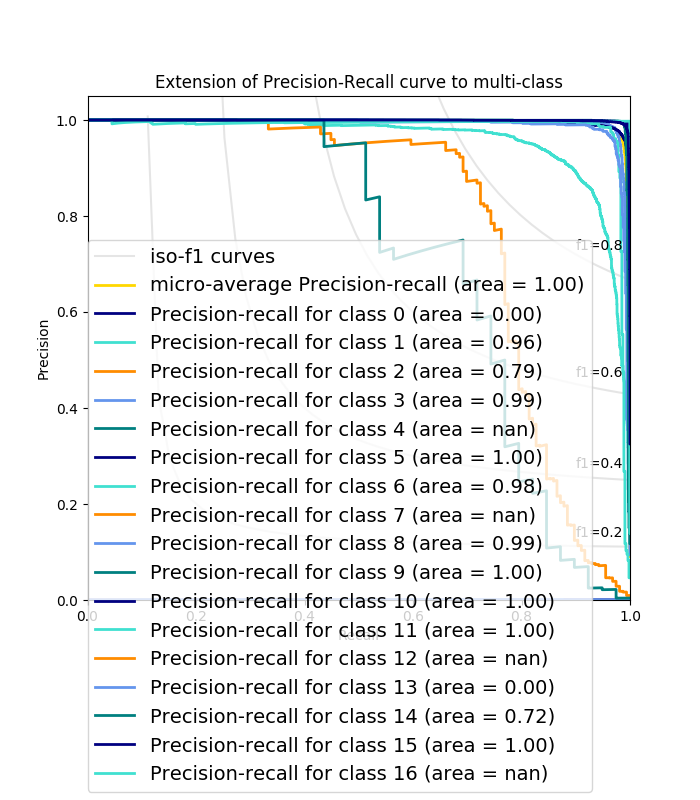 Extension of Precision-Recall curve to multi-class
1.0
0.8
0.6
0.4
0.2
0.0
Precision
f1=0.8
f1=0.6
f1=0.4
f1=0.2
0.0
0.2
0.4
0.6
0.8
1.0
Recall
iso-f1 curves
micro-average Precision-recall (area = 1.00)
Precision-recall for class 0 (area = 0.00)
Precision-recall for class 1 (area = 0.96)
Precision-recall for class 2 (area = 0.79)
Precision-recall for class 3 (area = 0.99)
Precision-recall for class 4 (area = nan)
Precision-recall for class 5 (area = 1.00)
Precision-recall for class 6 (area = 0.98)
Precision-recall for class 7 (area = nan)
Precision-recall for class 8 (area = 0.99)
Precision-recall for class 9 (area = 1.00)
Precision-recall for class 10 (area = 1.00)
Precision-recall for class 11 (area = 1.00)
Precision-recall for class 12 (area = nan)
Precision-recall for class 13 (area = 0.00)
Precision-recall for class 14 (area = 0.72)
Precision-recall for class 15 (area = 1.00)
Precision-recall for class 16 (area = nan)